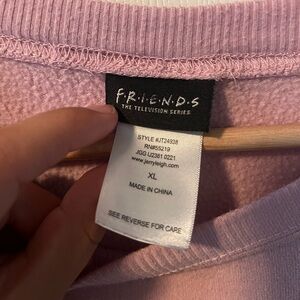 F·R·I·E·N·D·S
THE TELEVISION SERIES
STYLE #JT24938
RN#55219
JGG U2381 0221
www.jerryleigh.com
XL
MADE IN CHINA
SEE REVERSE FOR CARE